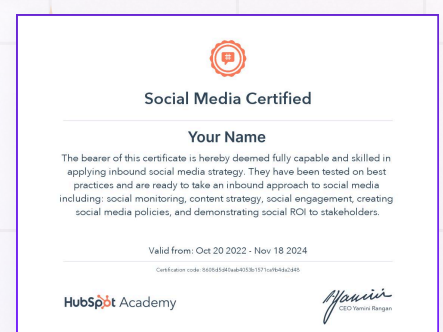 Social Media Certified
Your Name
The bearer of this certificate is hereby deemed fully capable and skilled in
applying inbound social media strategy. They have been tested on best
practices and are ready to take an inbound approach to social media
including: social monitoring, content strategy, social engagement, creating
social media policies, and demonstrating social ROI to stakeholders.
Valid from: Oct 20 2022 - Nov 18 2024
Certification code:
HubSpot Academy
Yamini
CEO Yamini Rangan